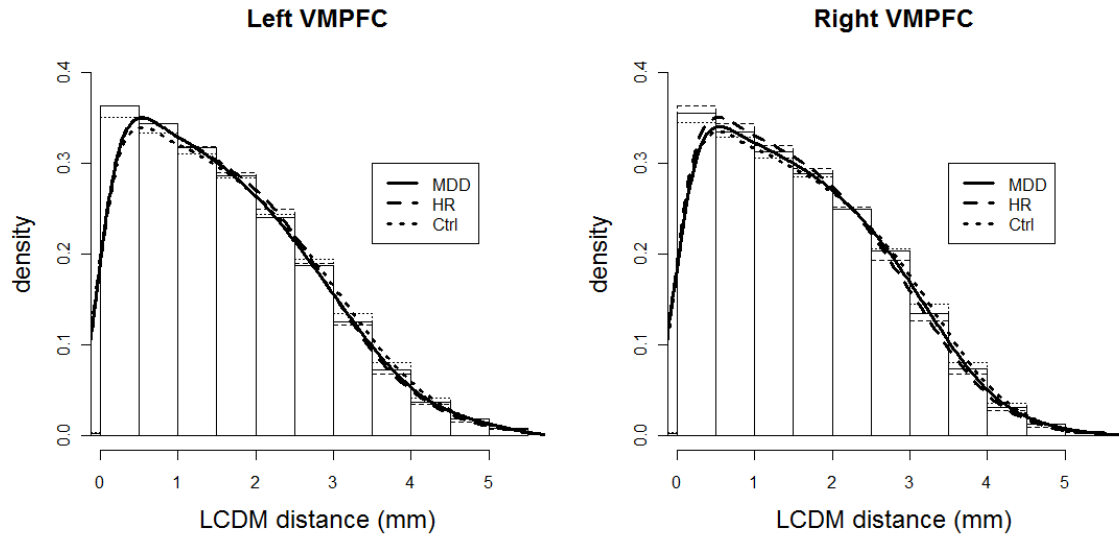 Left VMPFC
density
0.4
0.3
0.2
0.1
0.0
MDD
HR
Ctrl
0 1 2 3 4 5
LCDM distance (mm)
Right VMPFC
density
0.4
0.3
0.2
0.1
0.0
MDD
HR
Ctrl
0 1 2 3 4 5
LCDM distance (mm)